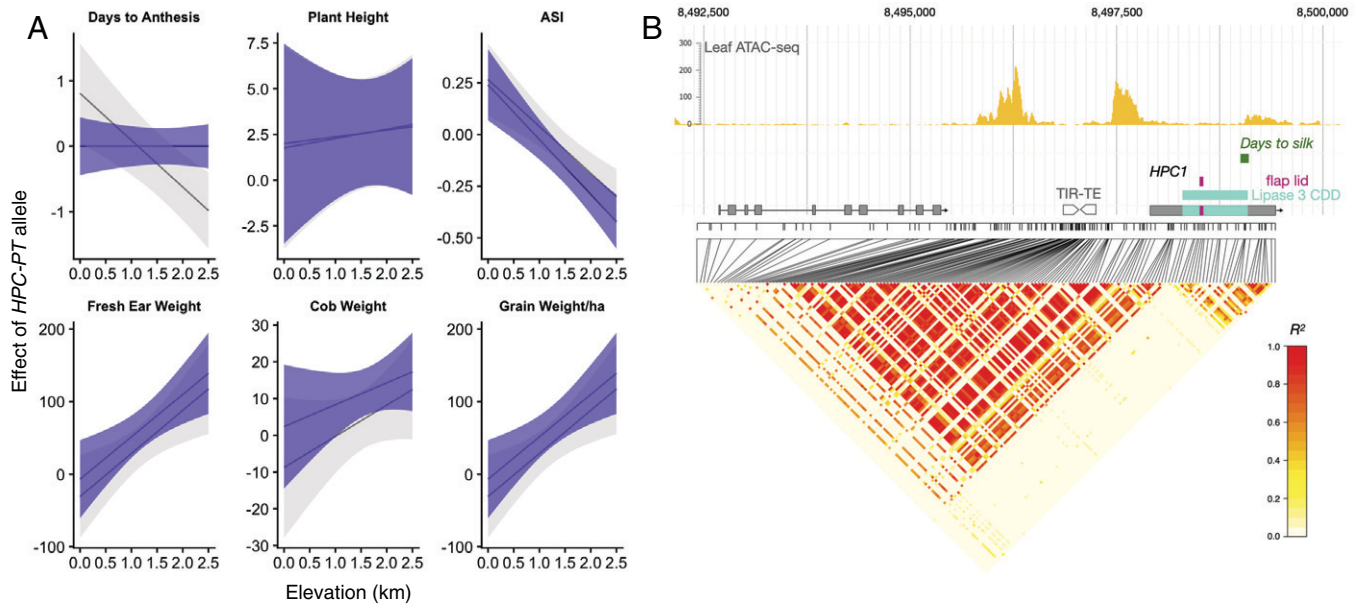 A
Days to Anthesis
Plant Height
ASI
1
0
-1
7.5
5.0
2.5
0.0
-2.5
0.25
0.00
-0.25
-0.50
0.0 0.5 1.0 1.5 2.0 2.5
0.0 0.5 1.0 1.5 2.0 2.5
0.0 0.5 1.0 1.5 2.0 2.5
Effect of HPC-PT allele
Fresh Ear Weight
Cob Weight
Grain Weight/ha
200
100
0
-100
30
20
10
0
-10
-20
-30
200
100
0
-100
0.0 0.5 1.0 1.5 2.0 2.5
0.0 0.5 1.0 1.5 2.0 2.5
0.0 0.5 1.0 1.5 2.0 2.5
Elevation (km)
B
8,492,500 8,495,000 8,497,500 8,500,000
300
200
100
0
Leaf ATAC-seq
Days to silk
HPC1
flap lid
TIR-TE
Lipase 3 CDD
R²
1.0
0.8
0.6
0.4
0.2
0.0